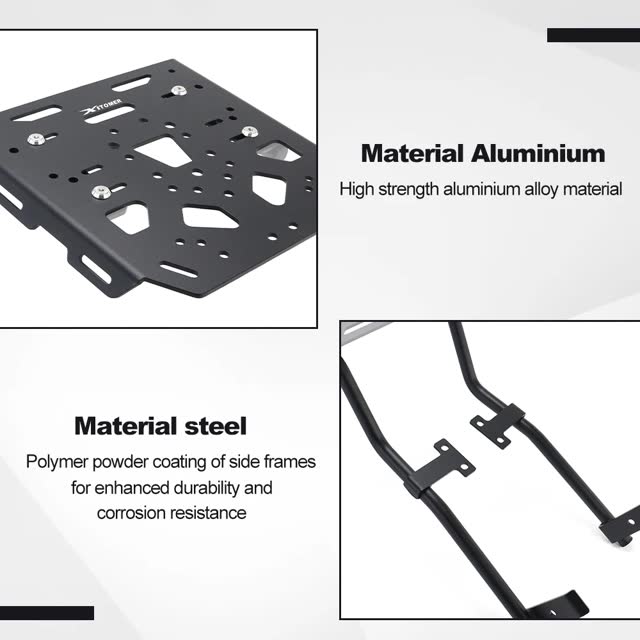 XITOMER
Material Aluminium
High strength aluminium alloy material
Material steel
Polymer powder coating of side frames
for enhanced durability and
corrosion resistance